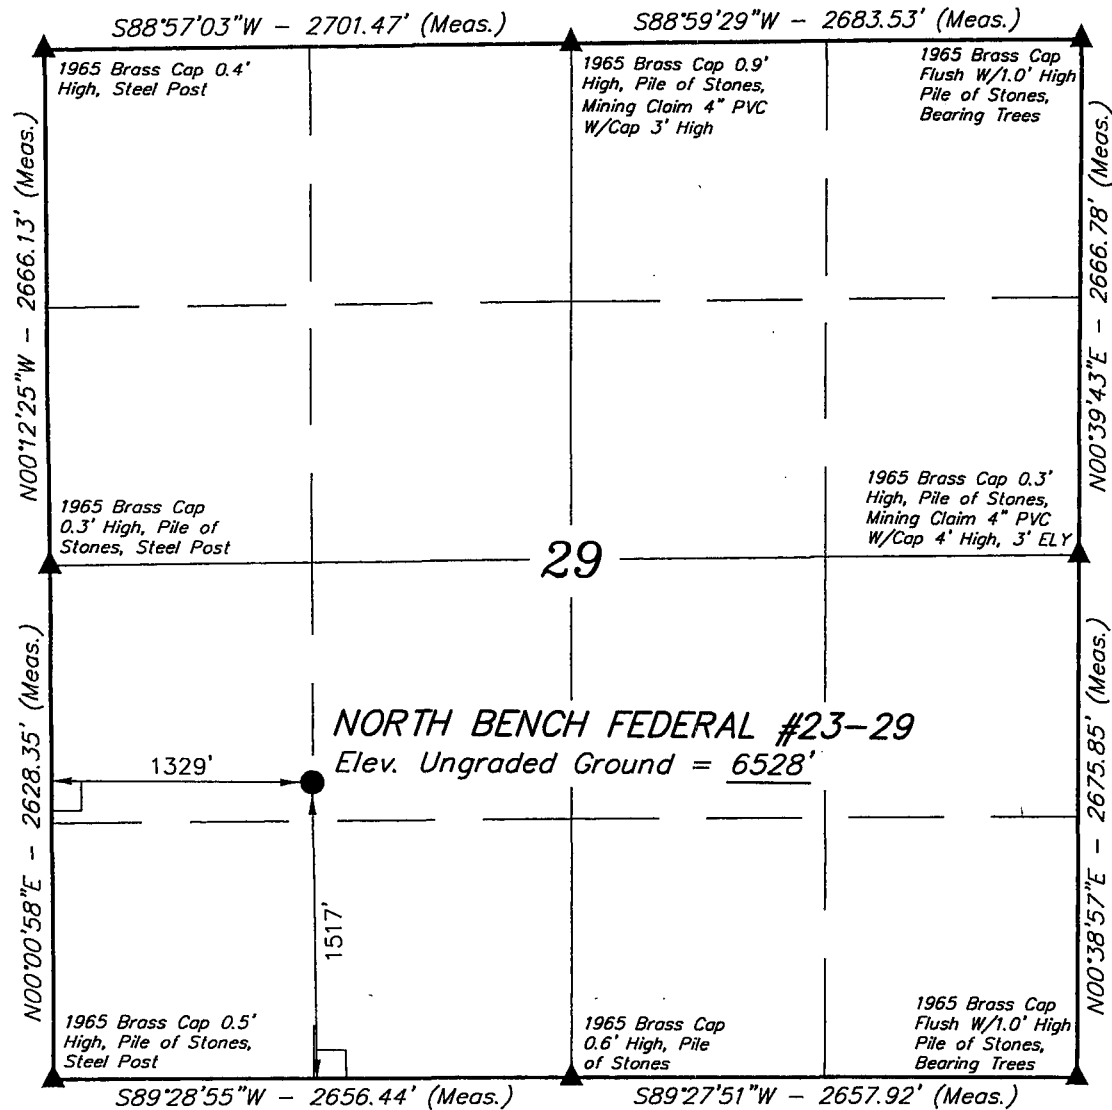 S88°57'03"W - 2701.47' (Meas.)
S88°59'29"W - 2683.53' (Meas.)
1965 Brass Cap 0.4'
High, Steel Post
1965 Brass Cap 0.9'
High, Pile of Stones,
Mining Claim 4" PVC
W/Cap 3' High
1965 Brass Cap
Flush W/1.0' High
Pile of Stones,
Bearing Trees
N00°12'25"W - 2666.13' (Meas.)
N00°39'43"E - 2666.78' (Meas.)
1965 Brass Cap
0.3' High, Pile of
Stones, Steel Post
1965 Brass Cap 0.3'
High, Pile of Stones,
Mining Claim 4" PVC
W/Cap 4' High, 3' ELY
29
NORTH BENCH FEDERAL #23-29
Elev. Ungraded Ground = 6528'
1329'
1517'
N00°00'58"E - 2628.35' (Meas.)
N00°38'57"E - 2675.85' (Meas.)
1965 Brass Cap 0.5'
High, Pile of Stones,
Steel Post
1965 Brass Cap
0.6' High, Pile
of Stones
1965 Brass Cap
Flush W/1.0' High
Pile of Stones,
Bearing Trees
S89°28'55"W - 2656.44' (Meas.)
S89°27'51"W - 2657.92' (Meas.)